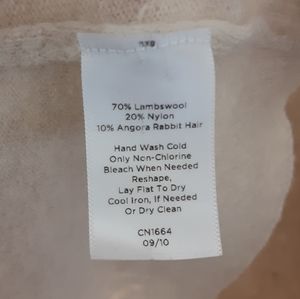 70% Lambswool
20% Nylon
10% Angora Rabbit Hair
Hand Wash Cold
Only Non-Chlorine
Bleach When Needed
Reshape,
Lay Flat To Dry
Cool Iron, If Needed
Or Dry Clean
CN1664
09/10